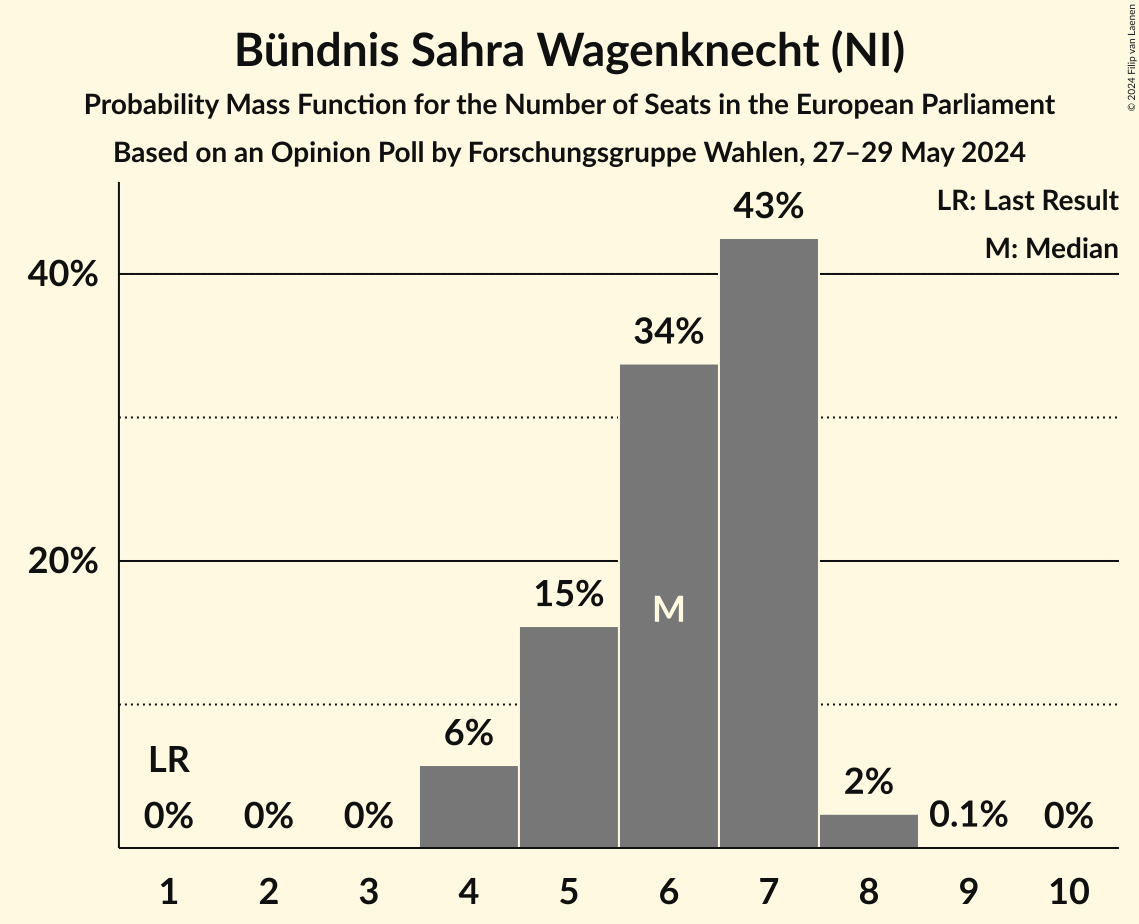 Bündnis Sahra Wagenknecht (NI)
Probability Mass Function for the Number of Seats in the European Parliament
Based on an Opinion Poll by Forschungsgruppe Wahlen, 27–29 May 2024
© 2024 Filip van Laenen
LR: Last Result
M: Median
43%
40%
34%
20%
15%
M
6%
LR
2%
0% 0% 0% 0.1% 0%
1 2 3 4 5 6 7 8 9 10